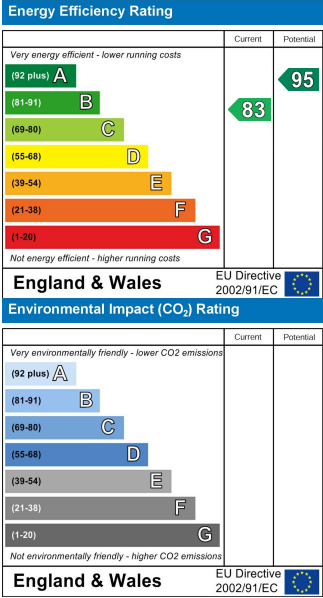 Energy Efficiency Rating
Current Potential
Very energy efficient - lower running costs
(92 plus) A
95
(81-91) B
83
(69-80) C
(55-68) D
(39-54) E
(21-38) F
(1-20) G
Not energy efficient - higher running costs
England & Wales
EU Directive
2002/91/EC
Environmental Impact (CO₂) Rating
Current Potential
Very environmentally friendly - lower CO2 emissions
(92 plus) A
(81-91) B
(69-80) C
(55-68) D
(39-54) E
(21-38) F
(1-20) G
Not environmentally friendly - higher CO2 emissions
England & Wales
EU Directive
2002/91/EC